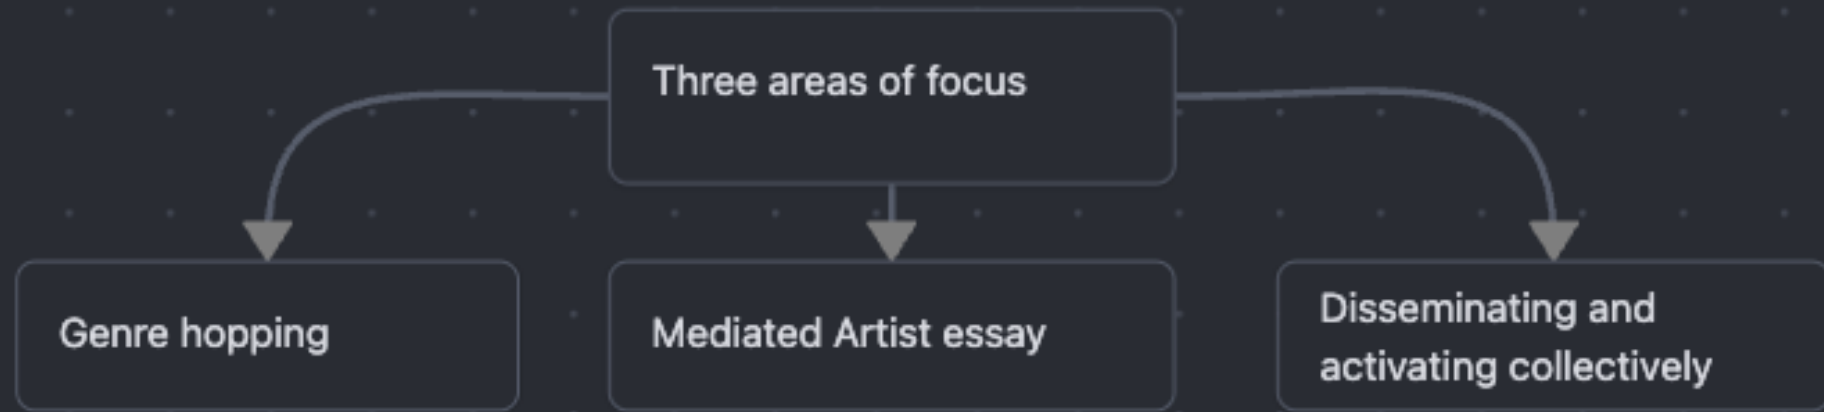 Three areas of focus
Genre hopping
Mediated Artist essay
Disseminating and
activating collectively